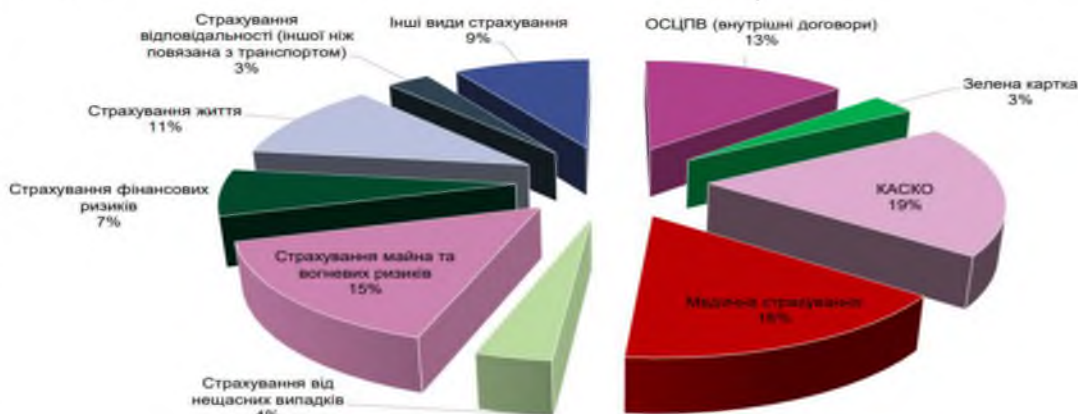 Страхування
відповідальності (іншої ніж
повязана з транспортом)
3%
Інші види страхування
9%
ОСЦПВ (внутрішні договори)
13%
Зелена картка
3%
Страхування життя
11%
КАСКО
19%
Страхування фінансових
ризиків
7%
Страхування майна та
вогневих ризиків
15%
Медичне страхування
16%
Страхування від
нещасних випадків
4%